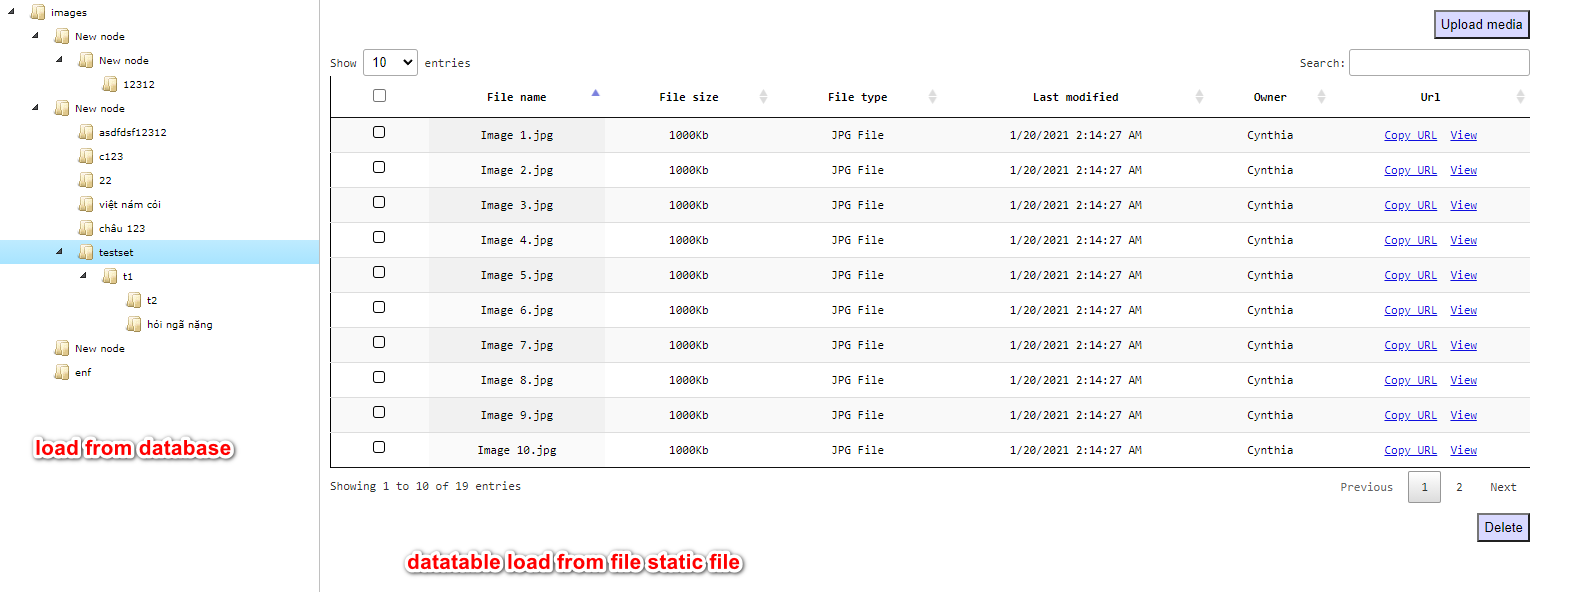 images
New node
New node
12312
New node
asdfdsf12312
c123
22
việt nám cói
châu 123
testset
t1
t2
hỏi ngã nặng
New node
enf
load from database
Upload media
Show 10 entries
Search:
File name File size File type Last modified Owner Url
Image 1.jpg 1000Kb JPG File 1/20/2021 2:14:27 AM Cynthia Copy URL View
Image 2.jpg 1000Kb JPG File 1/20/2021 2:14:27 AM Cynthia Copy URL View
Image 3.jpg 1000Kb JPG File 1/20/2021 2:14:27 AM Cynthia Copy URL View
Image 4.jpg 1000Kb JPG File 1/20/2021 2:14:27 AM Cynthia Copy URL View
Image 5.jpg 1000Kb JPG File 1/20/2021 2:14:27 AM Cynthia Copy URL View
Image 6.jpg 1000Kb JPG File 1/20/2021 2:14:27 AM Cynthia Copy URL View
Image 7.jpg 1000Kb JPG File 1/20/2021 2:14:27 AM Cynthia Copy URL View
Image 8.jpg 1000Kb JPG File 1/20/2021 2:14:27 AM Cynthia Copy URL View
Image 9.jpg 1000Kb JPG File 1/20/2021 2:14:27 AM Cynthia Copy URL View
Image 10.jpg 1000Kb JPG File 1/20/2021 2:14:27 AM Cynthia Copy URL View
Showing 1 to 10 of 19 entries
Previous 1 2 Next
Delete
datatable load from file static file